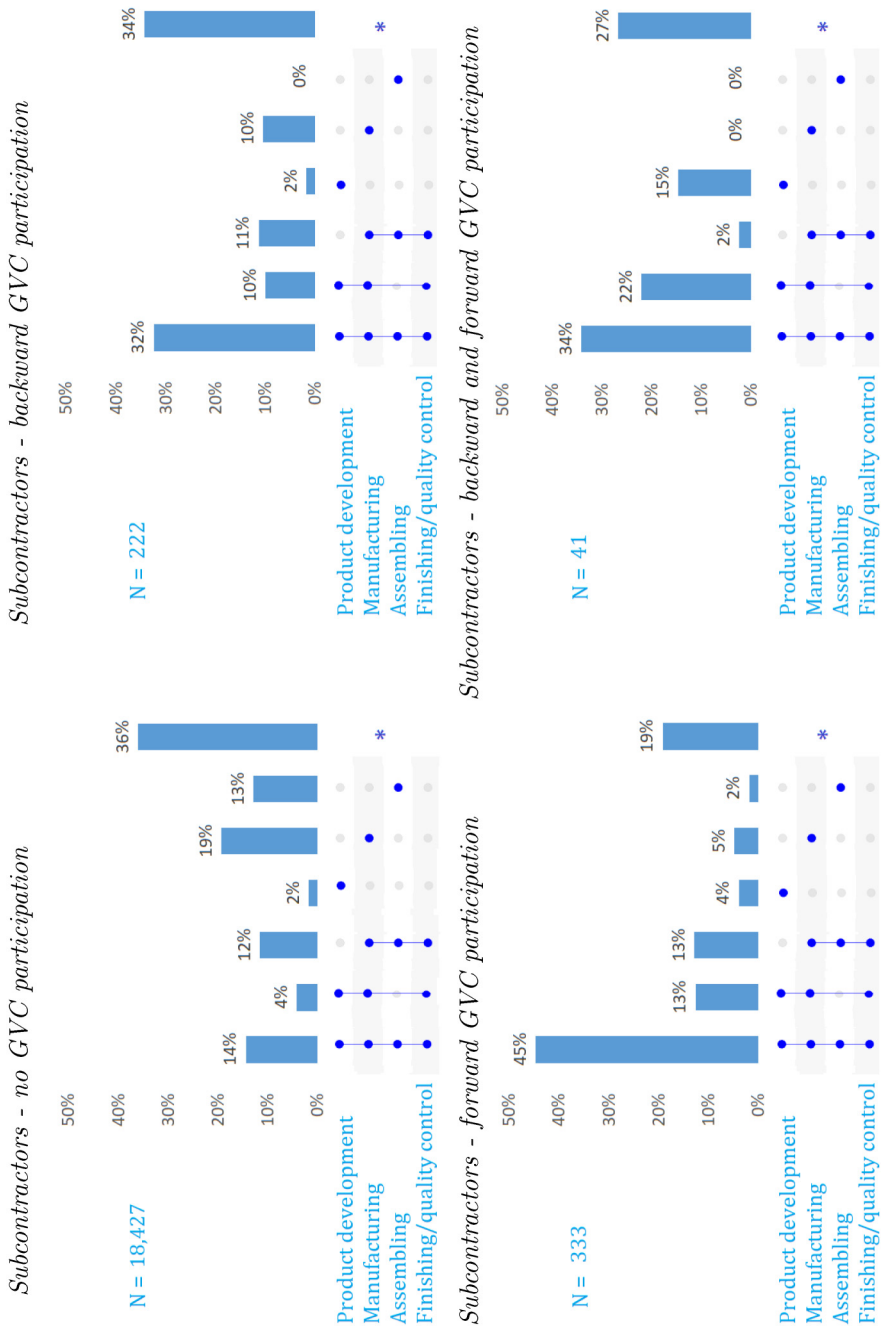 Subcontractors - no GVC participation
50%
40%
30%
20%
10%
0%
N = 18,427
14%
4%
12%
2%
19%
13%
36%
Product development
Manufacturing
Assembling
Finishing/quality control
*
Subcontractors - backward GVC participation
50%
40%
30%
20%
10%
0%
N = 222
32%
10%
11%
2%
10%
0%
34%
Product development
Manufacturing
Assembling
Finishing/quality control
*
Subcontractors - forward GVC participation
50%
40%
30%
20%
10%
0%
N = 333
45%
13%
13%
4%
5%
2%
19%
Product development
Manufacturing
Assembling
Finishing/quality control
*
Subcontractors - backward and forward GVC participation
50%
40%
30%
20%
10%
0%
N = 41
34%
22%
2%
15%
0%
0%
27%
Product development
Manufacturing
Assembling
Finishing/quality control
*